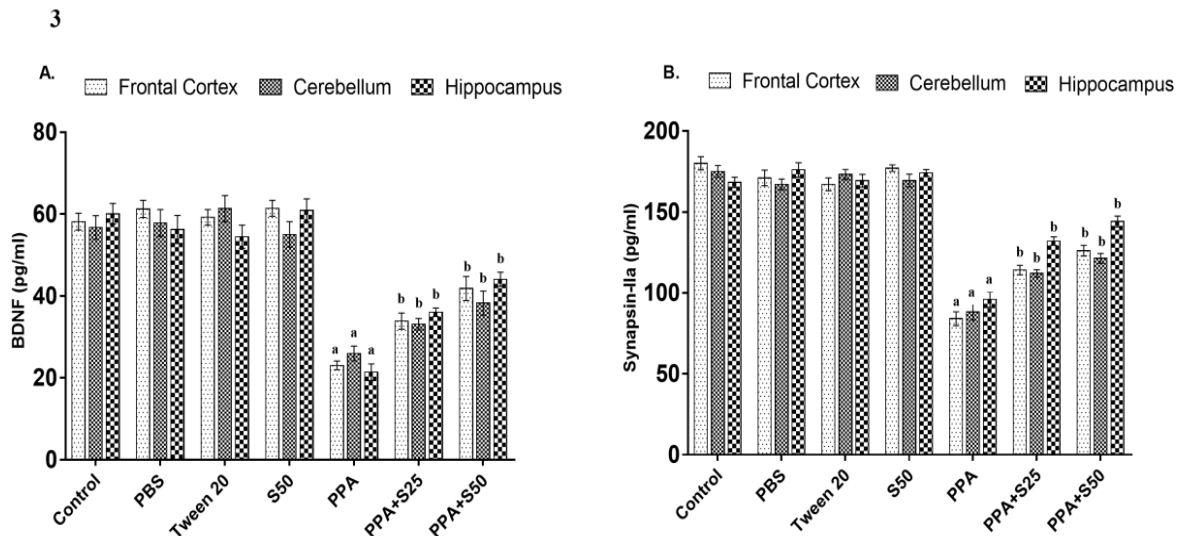 3
A.
Frontal Cortex Cerebellum Hippocampus
80
60
40
20
0
BDNF (pg/ml)
a a a
b b b
b b b
Control PBS Tween 20 S50 PPA PPA+S25 PPA+S50
B.
Frontal Cortex Cerebellum Hippocampus
200
150
100
50
0
Synapsin-IIa (pg/ml)
a a a
b b b
b b b
Control PBS Tween 20 S50 PPA PPA+S25 PPA+S50